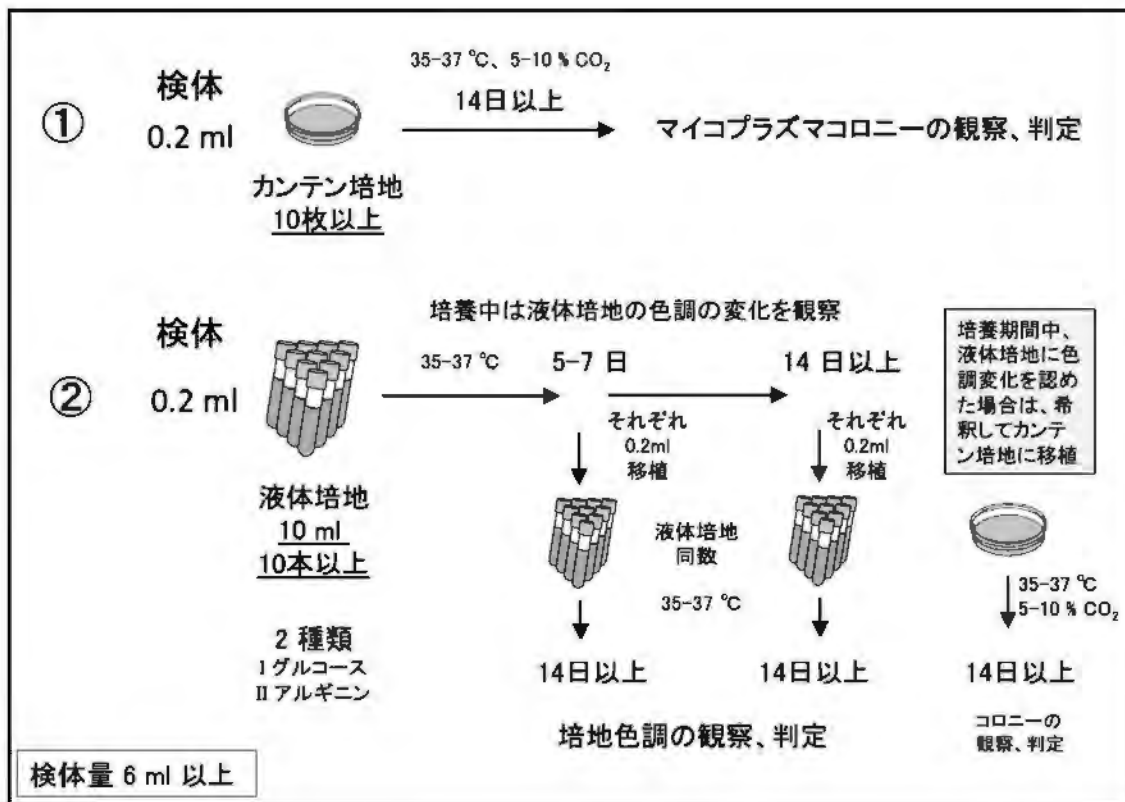 ①
検体
0.2 ml
カンテン培地
10枚以上
35-37 ℃、5-10 % CO₂
14日以上
マイコプラズマコロニーの観察、判定
②
検体
0.2 ml
液体培地
10 ml
10本以上
2 種類
I グルコース
II アルギニン
培養中は液体培地の色調の変化を観察
35-37 ℃
5-7 日
14 日以上
それぞれ
0.2ml
移植
それぞれ
0.2ml
移植
液体培地
同数
35-37 ℃
14日以上
14日以上
培地色調の観察、判定
培養期間中、
液体培地に色
調変化を認め
た場合は、希
釈してカンテ
ン培地に移植
35-37 ℃
5-10 % CO₂
14日以上
コロニーの
観察、判定
検体量 6 ml 以上